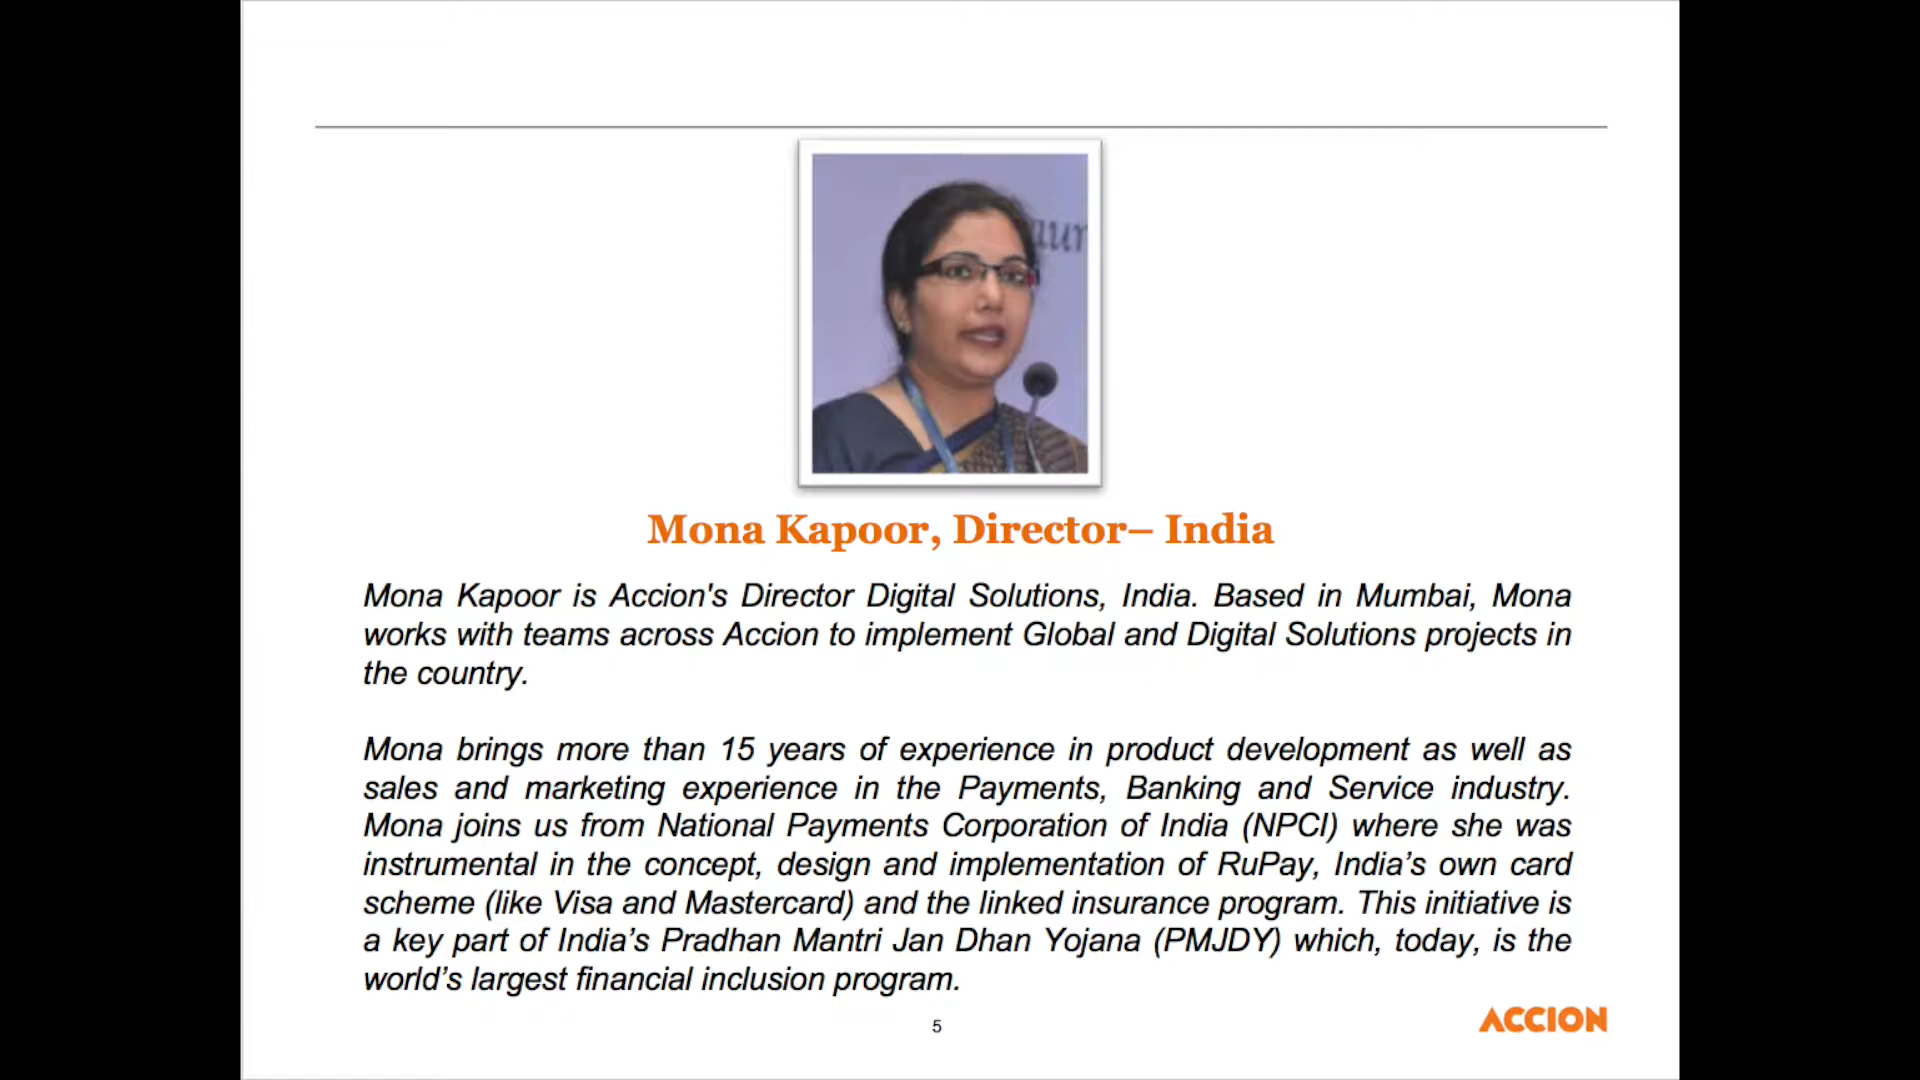 aur
Mona Kapoor, Director– India
Mona Kapoor is Accion's Director Digital Solutions, India. Based in Mumbai, Mona
works with teams across Accion to implement Global and Digital Solutions projects in
the country.
Mona brings more than 15 years of experience in product development as well as
sales and marketing experience in the Payments, Banking and Service industry.
Mona joins us from National Payments Corporation of India (NPCI) where she was
instrumental in the concept, design and implementation of RuPay, India’s own card
scheme (like Visa and Mastercard) and the linked insurance program. This initiative is
a key part of India’s Pradhan Mantri Jan Dhan Yojana (PMJDY) which, today, is the
world’s largest financial inclusion program.
5
ACCION